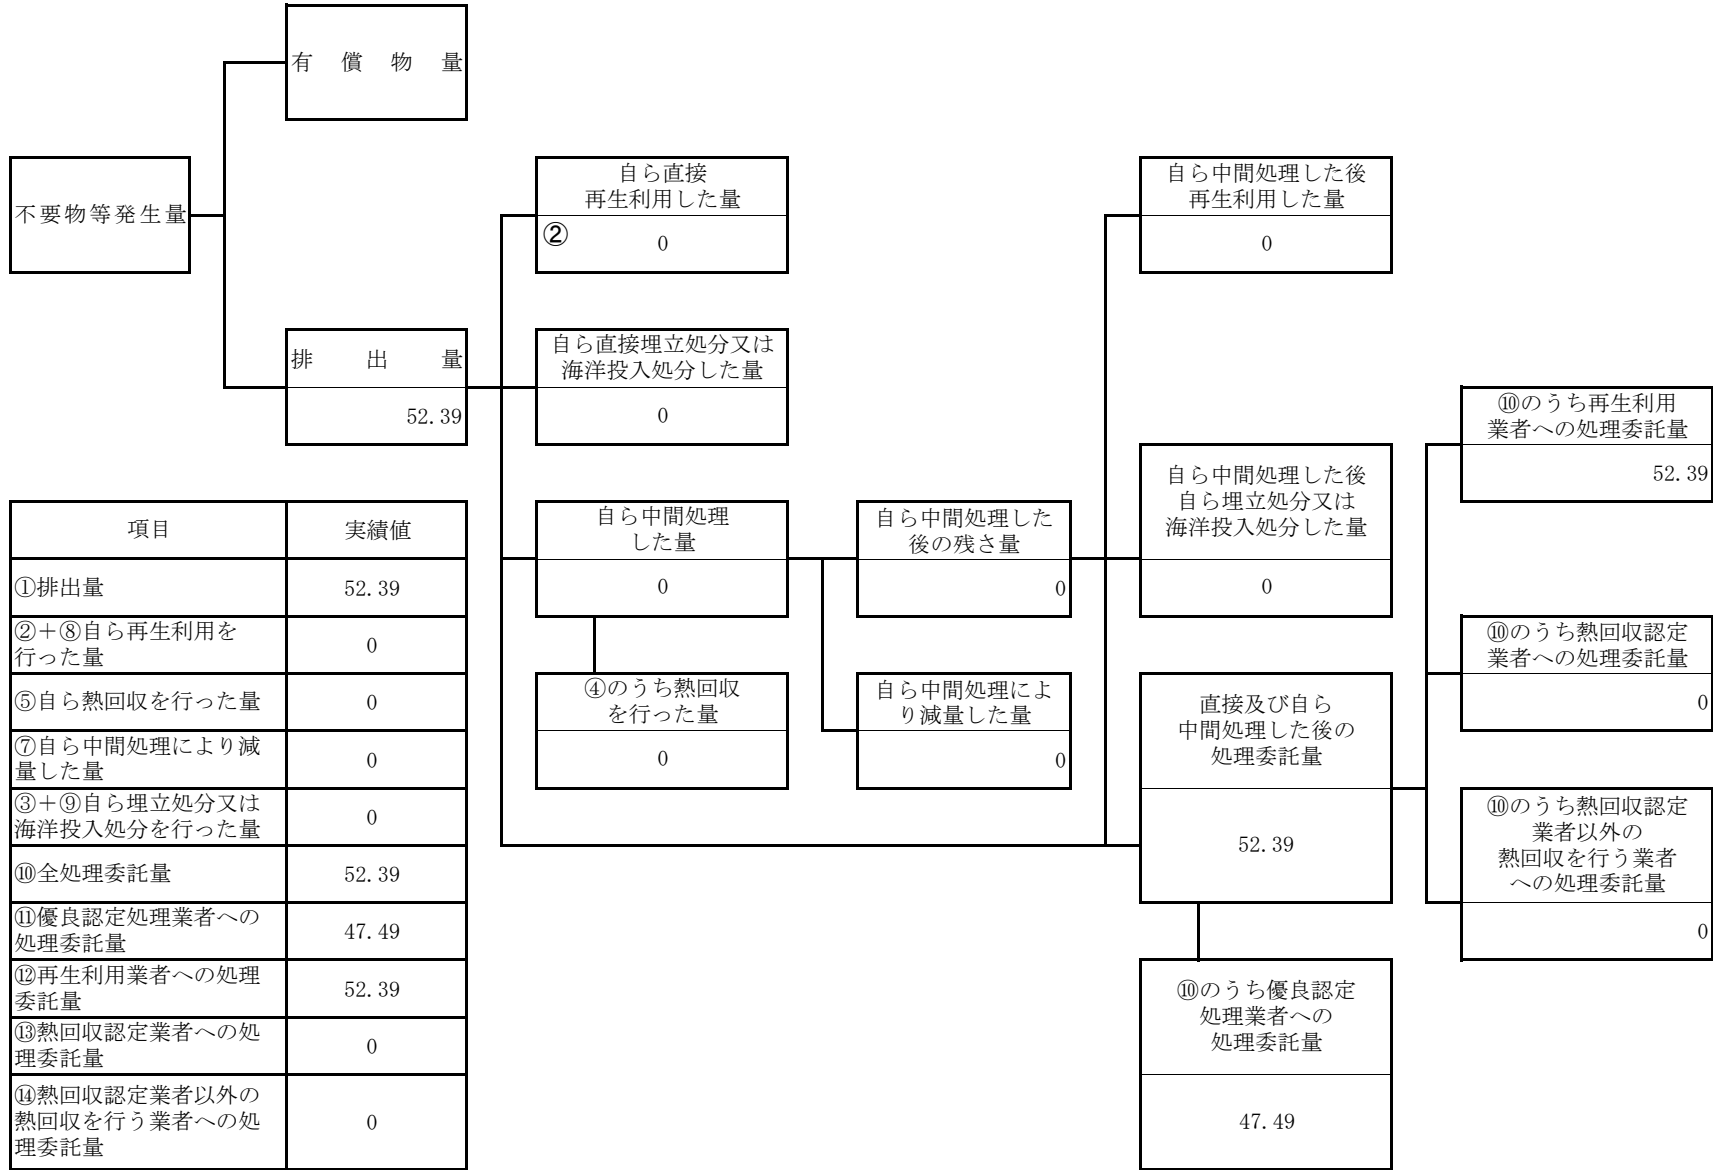 有償物量
不要物等発生量
自ら直接
再生利用した量
②
0
自ら中間処理した後
再生利用した量
0
排出量
52.39
自ら直接埋立処分又は
海洋投入処分した量
0
⑩のうち再生利用
業者への処理委託量
52.39
自ら中間処理
した量
0
自ら中間処理した
後の残さ量
0
自ら中間処理した後
自ら埋立処分又は
海洋投入処分した量
0
⑩のうち熱回収認定
業者への処理委託量
0
④のうち熱回収
を行った量
0
自ら中間処理によ
り減量した量
0
直接及び自ら
中間処理した後の
処理委託量
52.39
⑩のうち熱回収認定
業者以外の
熱回収を行う業者
への処理委託量
0
⑩のうち優良認定
処理業者への
処理委託量
47.49
項目 実績値
①排出量 52.39
②+⑧自ら再生利用を
行った量
0
⑤自ら熱回収を行った量 0
⑦自ら中間処理により減
量した量
0
③+⑨自ら埋立処分又は
海洋投入処分を行った量
0
⑩全処理委託量 52.39
⑪優良認定処理業者への
処理委託量
47.49
⑫再生利用業者への処理
委託量
52.39
⑬熱回収認定業者への処
理委託量
0
⑭熱回収認定業者以外の
熱回収を行う業者への処
理委託量
0